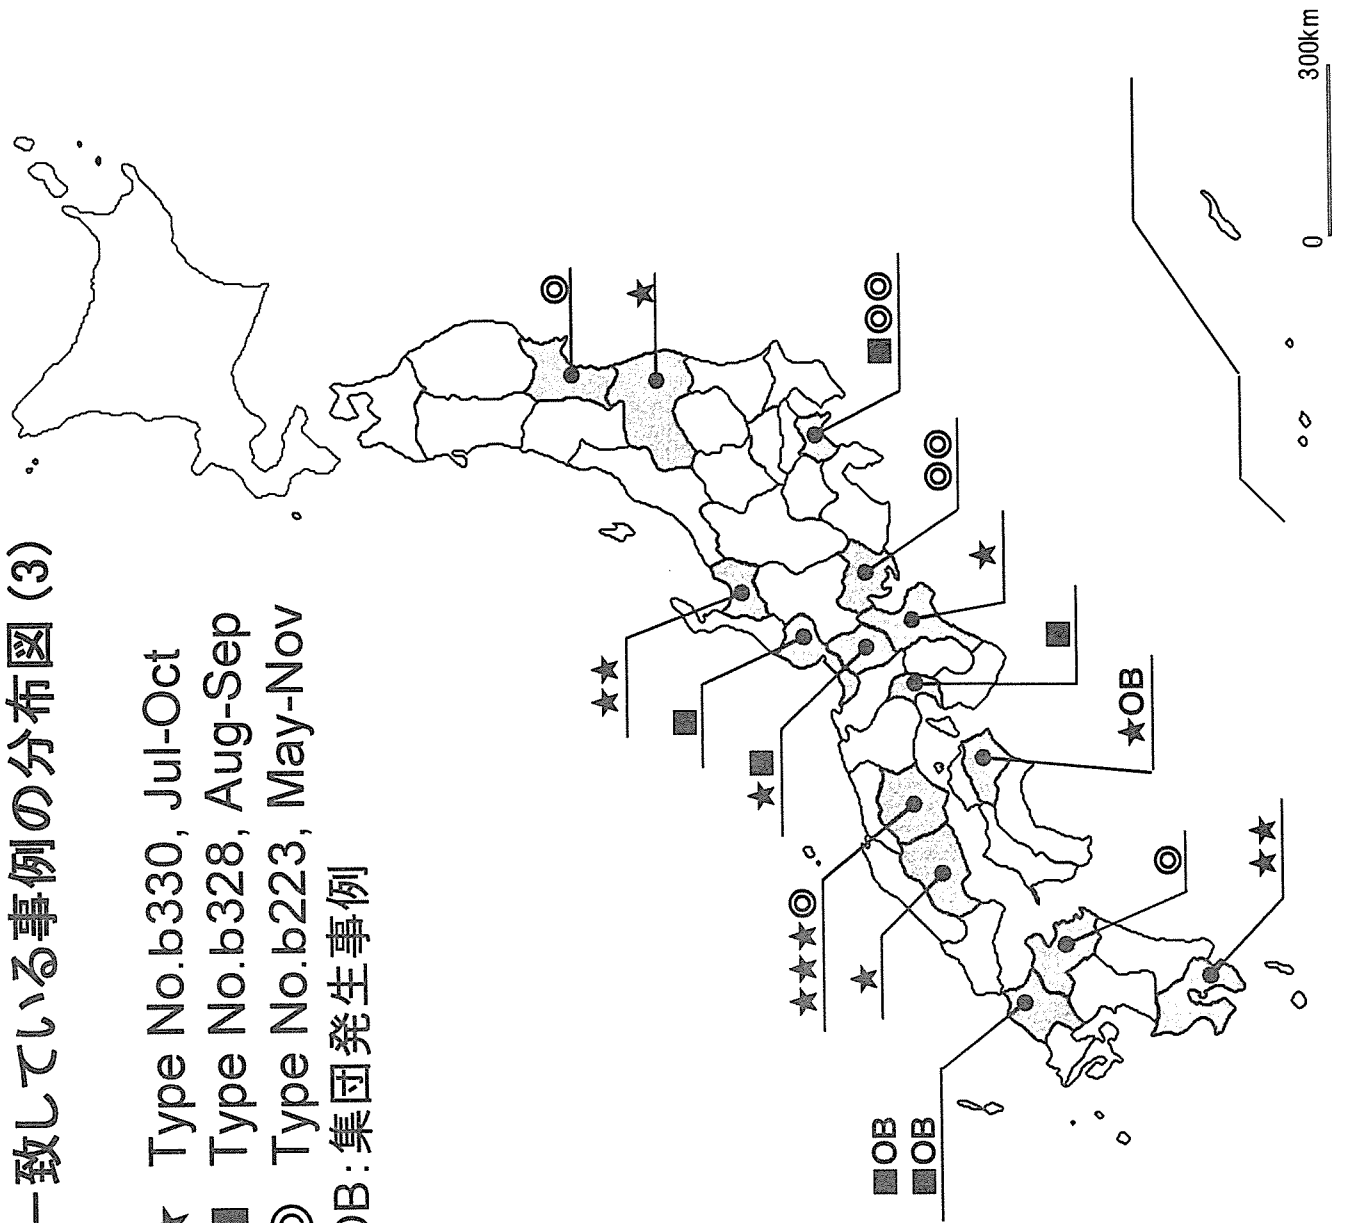 一致している事例の分布図 (3)
★ Type No.b330, Jul-Oct
■ Type No.b328, Aug-Sep
◎ Type No.b223, May-Nov
OB:集団発生事例
◎
★
■◎◎
◎◎
★
■
★OB
★★
◎
★★
■
★■
★★★◎
★
■OB
■OB
0 300km